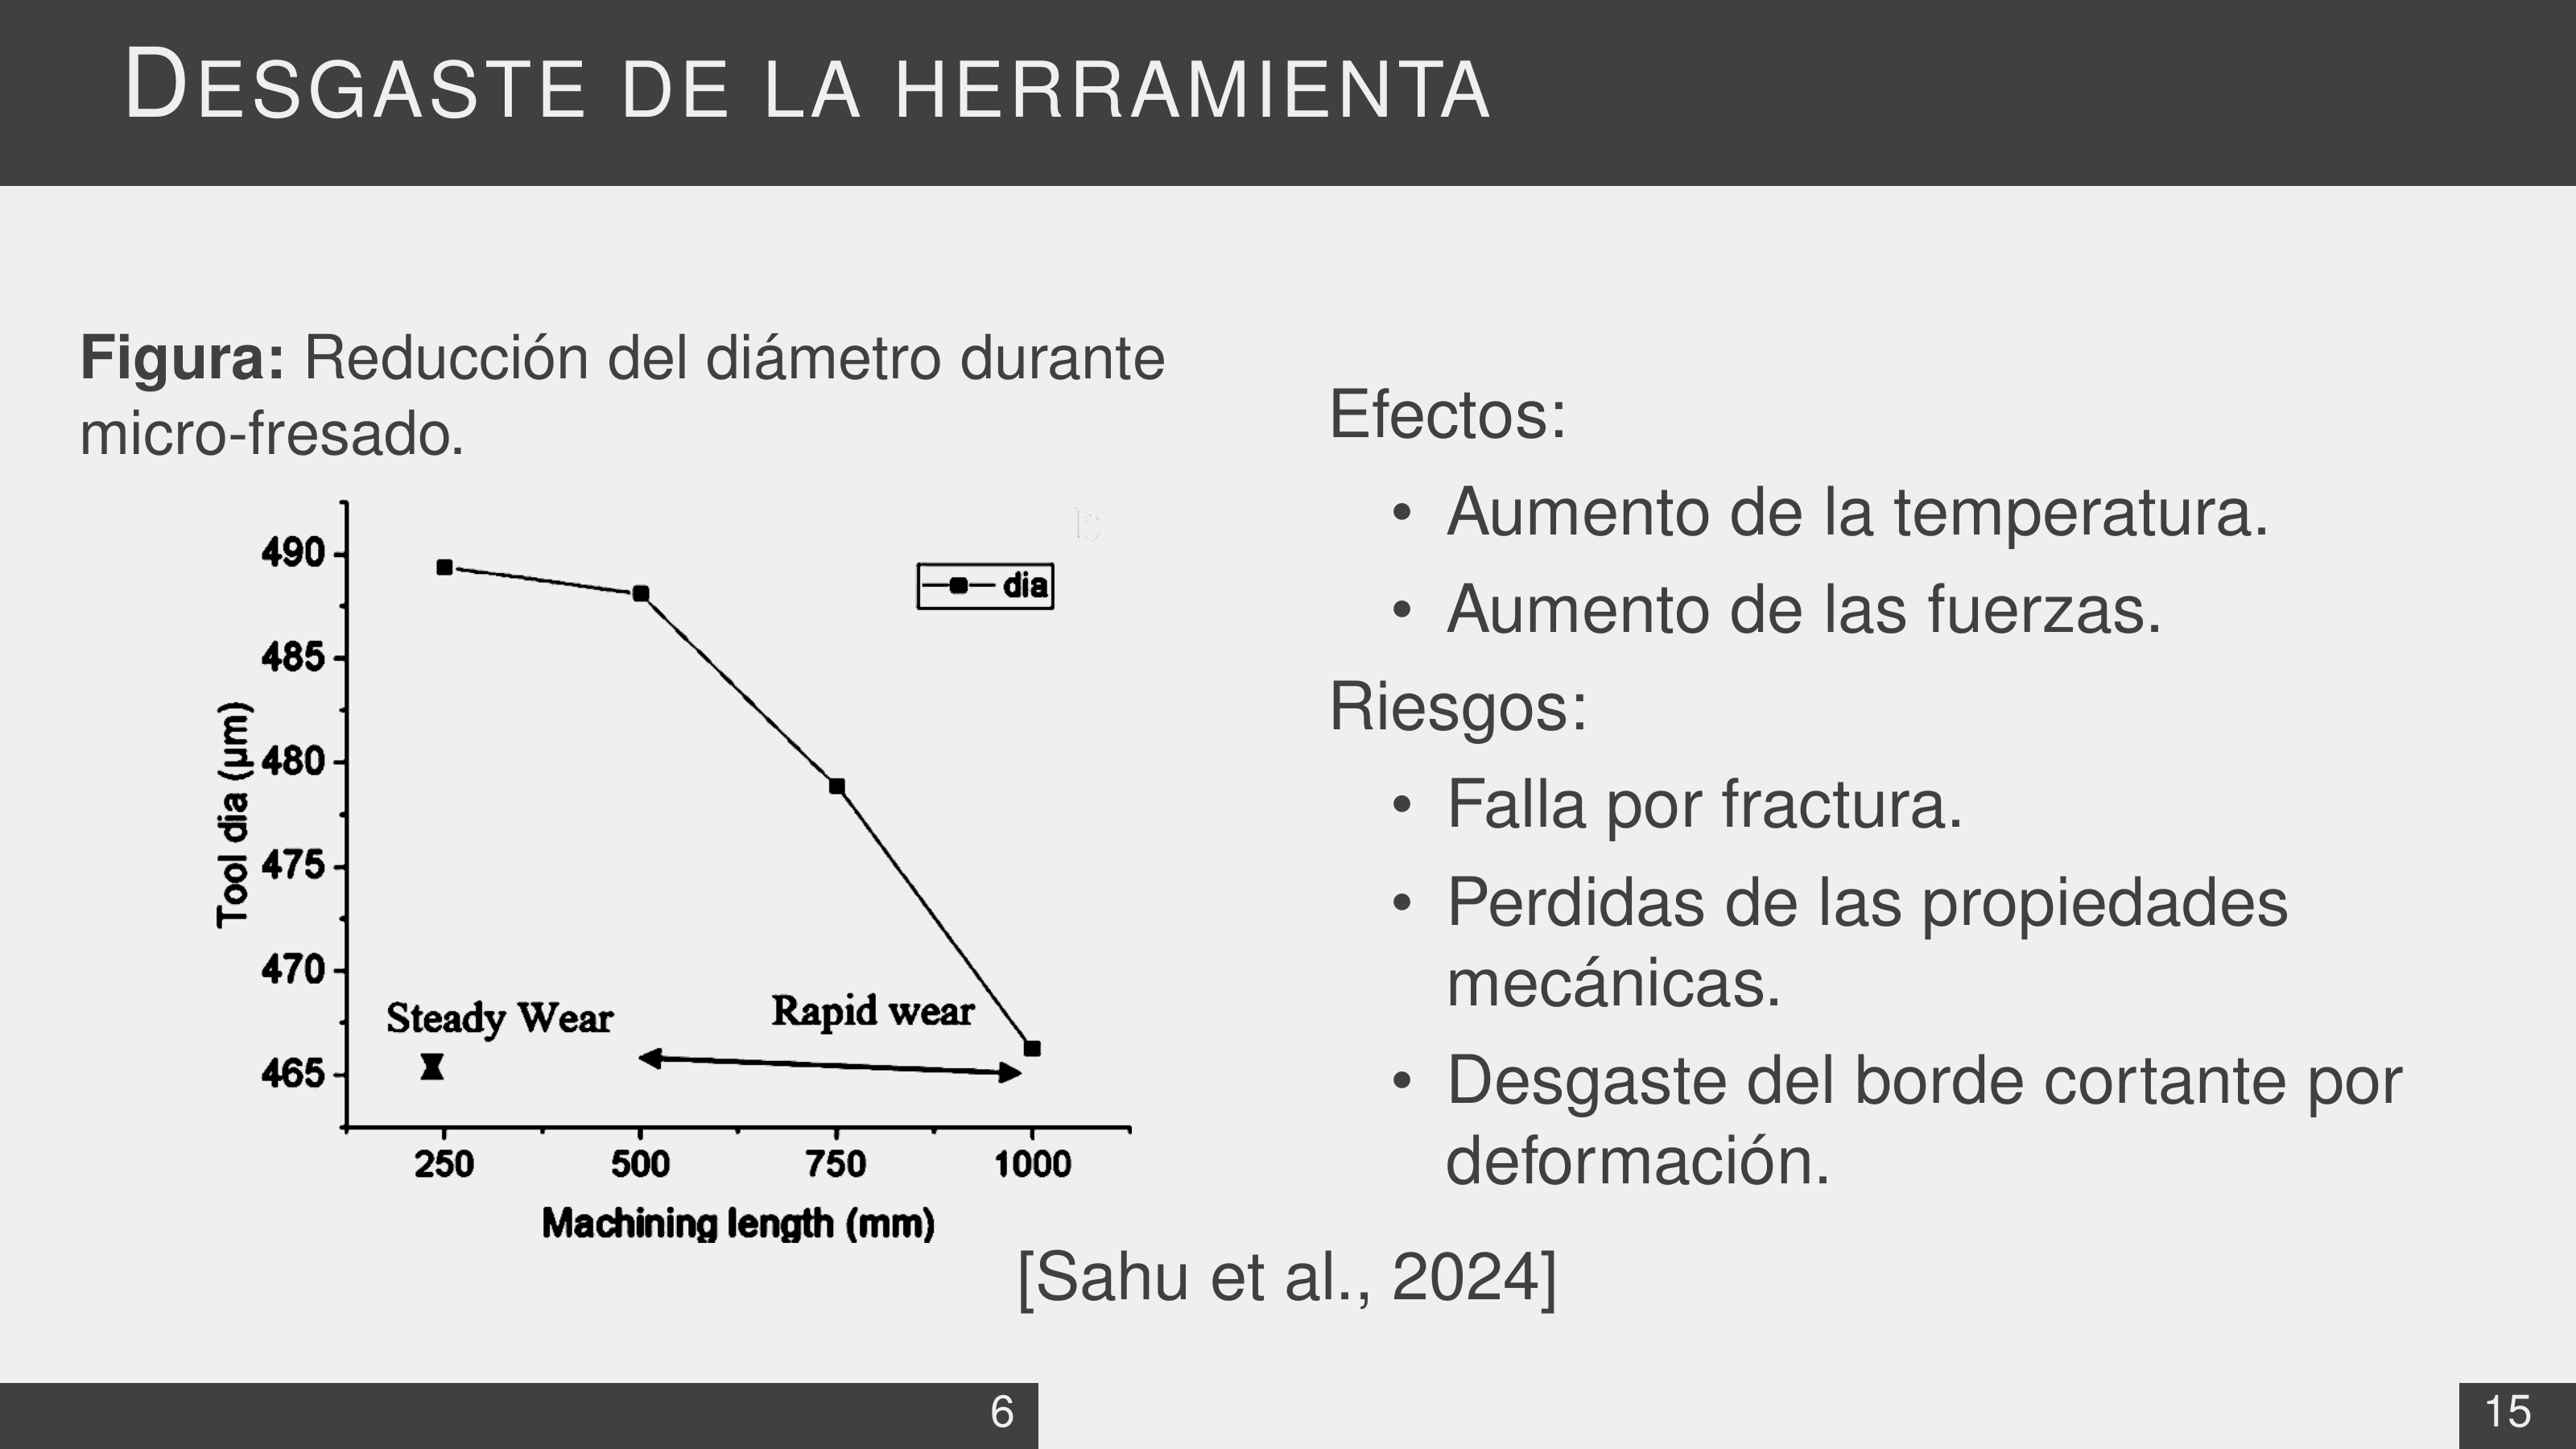 DESGASTE DE LA HERRAMIENTA
Figura: Reducción del diámetro durante
micro-fresado.
490
485
480
475
470
465
Tool dia (µm)
dia
Steady Wear
Rapid wear
250 500 750 1000
Machining length (mm)
Efectos:
• Aumento de la temperatura.
• Aumento de las fuerzas.
Riesgos:
• Falla por fractura.
• Perdidas de las propiedades
mecánicas.
• Desgaste del borde cortante por
deformación.
[Sahu et al., 2024]
6
15